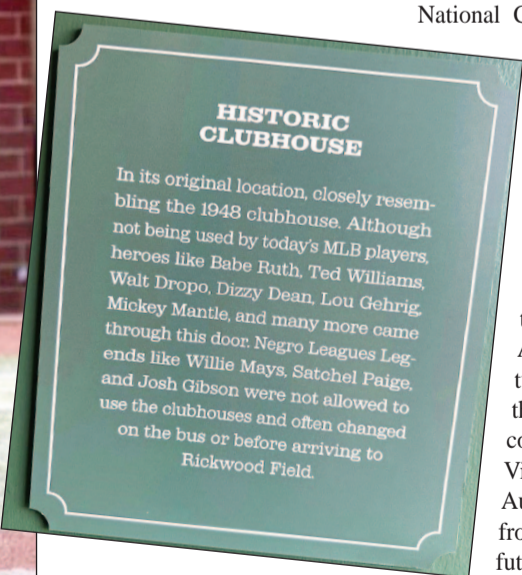 National
HISTORIC
CLUBHOUSE
In its original location, closely resem-
bling the 1948 clubhouse. Although
not being used by today's MLB players,
heroes like Babe Ruth, Ted Williams,
Walt Dropo, Dizzy Dean, Lou Gehrig,
Mickey Mantle, and many more came
through this door. Negro Leagues Leg-
ends like Willie Mays, Satchel Paige,
and Josh Gibson were not allowed to
use the clubhouses and often changed
on the bus or before arriving to
Rickwood Field.